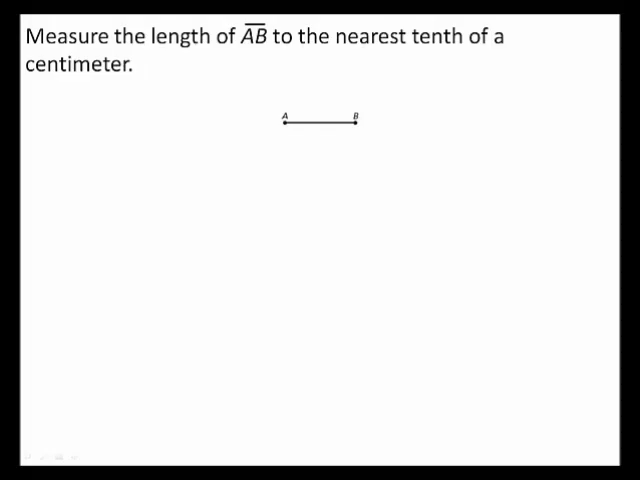 Measure the length of AB to the nearest tenth of a
centimeter.
A B